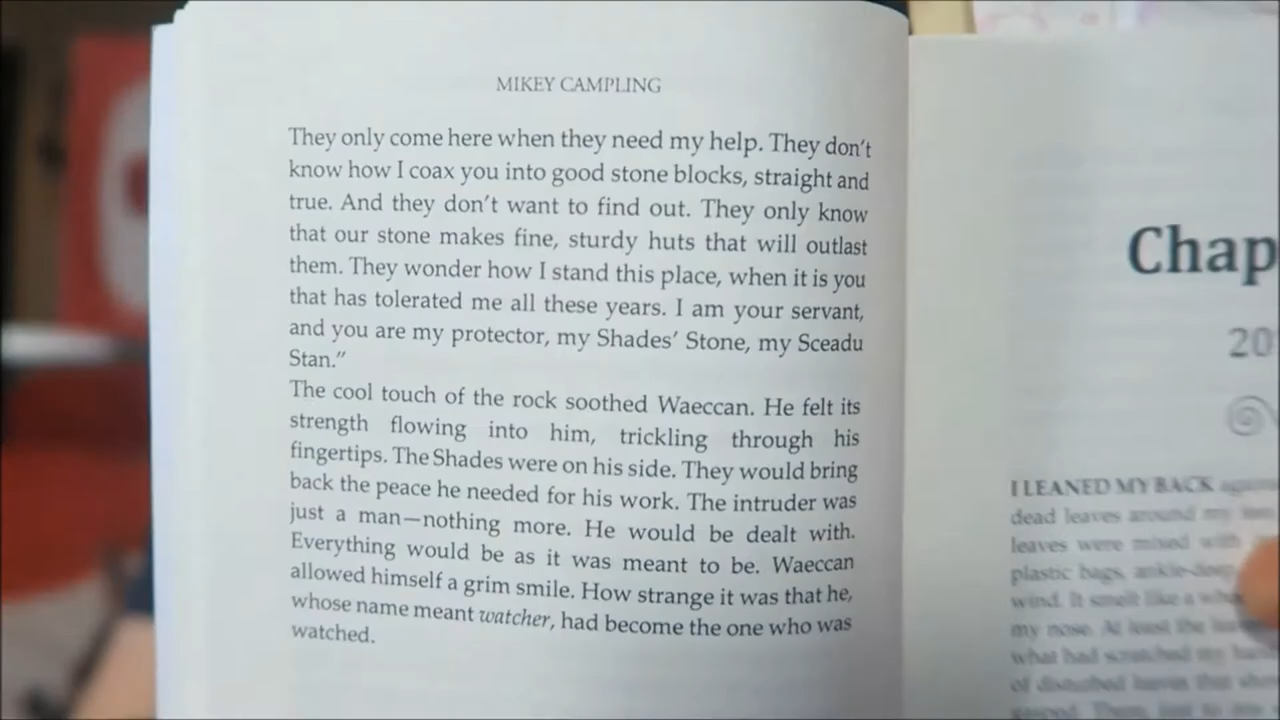 MIKEY CAMPLING
They only come here when they need my help. They don't
know how I coax you into good stone blocks, straight and
true. And they don't want to find out. They only know
that our stone makes fine, sturdy huts that will outlast
them. They wonder how I stand this place, when it is you
that has tolerated me all these years. I am your servant,
and you are my protector, my Shades' Stone, my Sceadu
Stan."
The cool touch of the rock soothed Waeccan. He felt its
strength flowing into him, trickling through his
fingertips. The Shades were on his side. They would bring
back the peace he needed for his work. The intruder was
just a man—nothing more. He would be dealt with.
Everything would be as it was meant to be. Waeccan
allowed himself a grim smile. How strange it was that he,
whose name meant watcher, had become the one who was
watched.
Chap
20
I LEANED MY BACK
dead leaves around my
leaves were mixed with
plastic bags, ankle-deep
wind. It smelt like a
my nose. At least the
what had scratched my
of disturbed leaves that